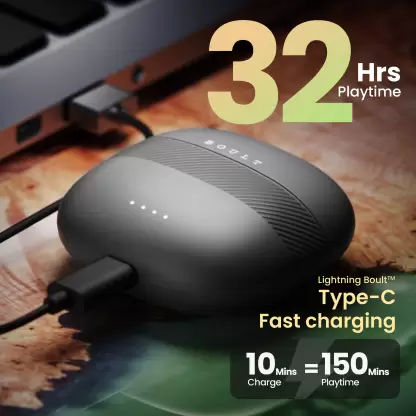 32
Hrs
Playtime
BOULT
Lightning Boult™
Type-C
Fast charging
10 Mins = 150 Mins
Charge Playtime